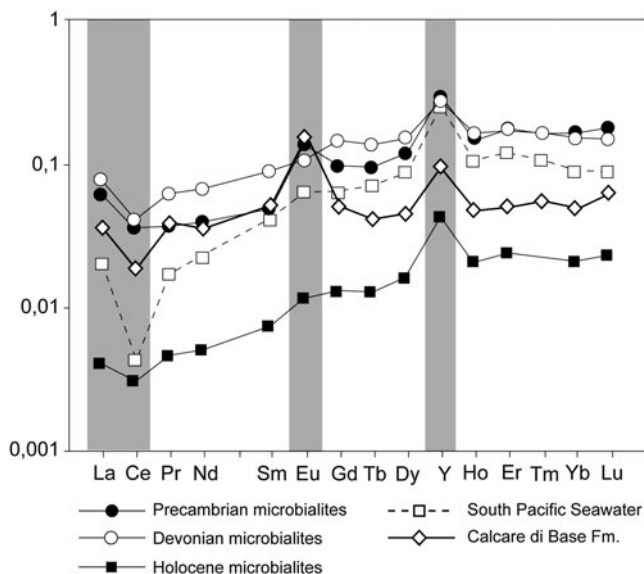 1
0,1
0,01
0,001
La Ce Pr Nd Sm Eu Gd Tb Dy Y Ho Er Tm Yb Lu
Precambrian microbialites
Devonian microbialites
Holocene microbialites
South Pacific Seawater
Calcare di Base Fm.